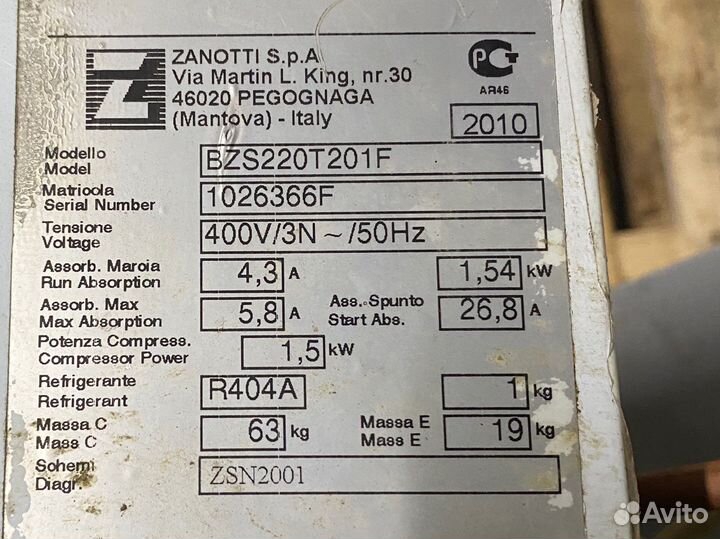 ZANOTTI S.p.A
Via Martin L. King, nr.30
46020 PEGOGNAGA
(Mantova) - Italy
РСТ
АЯ46
2010
Modello
Model
BZS220T201F
Matricola
Serial Number
1026366F
Tensione
Voltage
400V/3N ~ /50Hz
Assorb. Marcia
Run Absorption
4,3 A
1,54 kW
Assorb. Max
Max Absorption
5,8 A
Ass. Spunto
Start Abs.
26,8 A
Potenza Compress.
Compressor Power
1,5 kW
Refrigerante
Refrigerant
R404A
1 kg
Massa C
Mass C
63 kg
Massa E
Mass E
19 kg
Schemi
Diagr.
ZSN2001
Avito